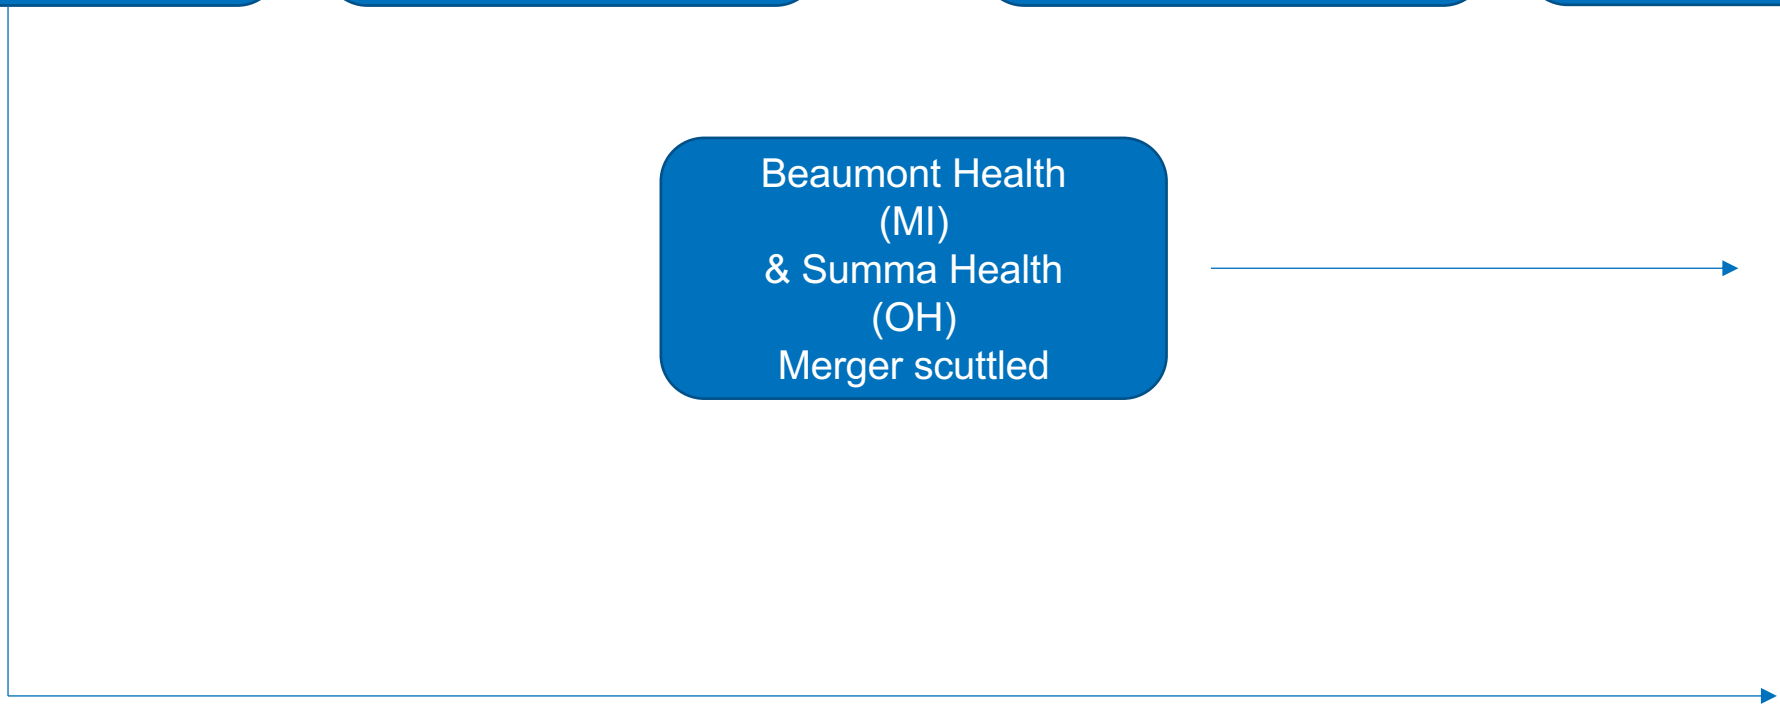 Beaumont Health
(MI)
& Summa Health
(OH)
Merger scuttled